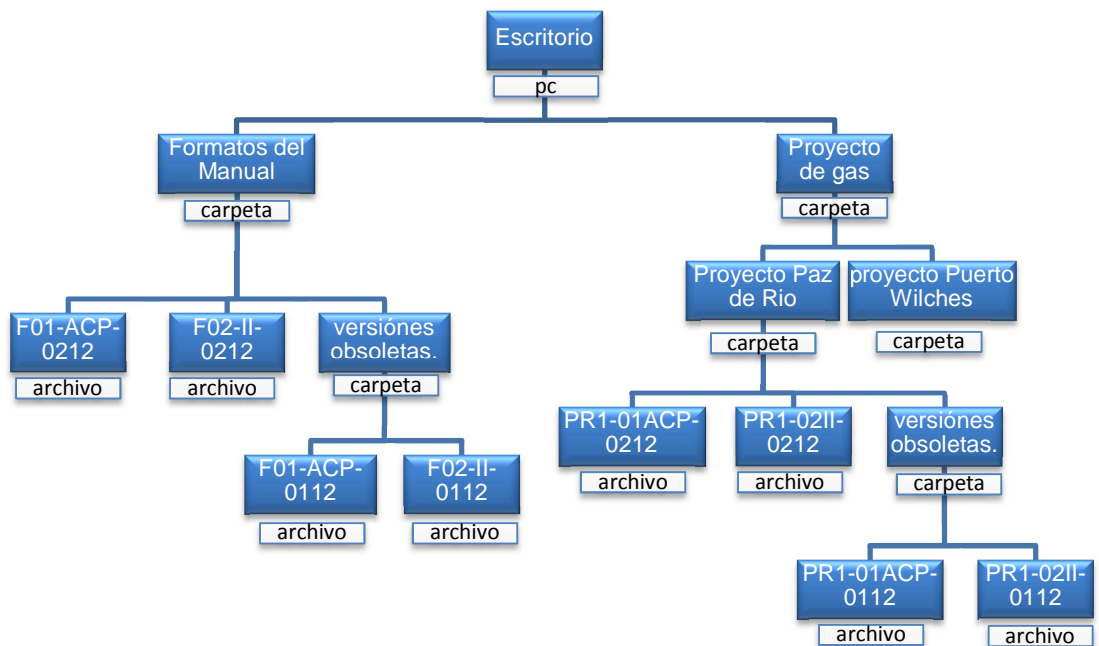 Escritorio
pc
Formatos del
Manual
carpeta
Proyecto
de gas
carpeta
Proyecto Paz
de Rio
carpeta
proyecto Puerto
Wilches
carpeta
F01-ACP-
0212
archivo
F02-II-
0212
archivo
versiónes
obsoletas.
carpeta
F01-ACP-
0112
archivo
F02-II-
0112
archivo
PR1-01ACP-
0212
archivo
PR1-02II-
0212
archivo
versiónes
obsoletas.
carpeta
PR1-01ACP-
0112
archivo
PR1-02II-
0112
archivo